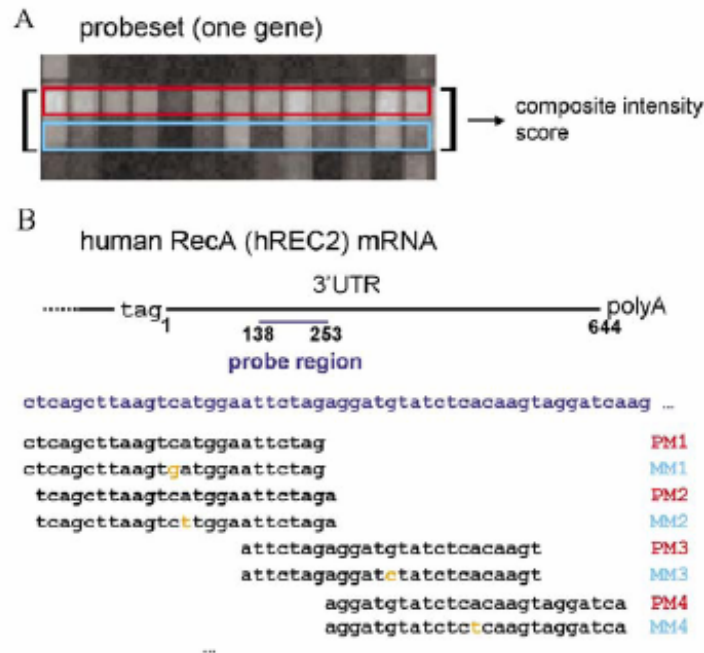 A
probeset (one gene)
[ ] composite intensity
score
B
human RecA (hREC2) mRNA
3'UTR
tag
polyA
1
138
253
644
probe region
ctcagcttaagtcatggaattctagaggatgtatctcacaagtaggatcaag ...
ctcagcttaagtcatggaattctag PM1
ctcagcttaagtgatggaattctag MM1
tcagcttaagtcatggaattctaga PM2
tcagcttaagtcttggaattctaga MM2
attctagaggatgtatctcacaagt PM3
attctagaggatctatctcacaagt MM3
aggatgtatctcacaagtaggatca PM4
aggatgtatctctcaagtaggatca MM4
...